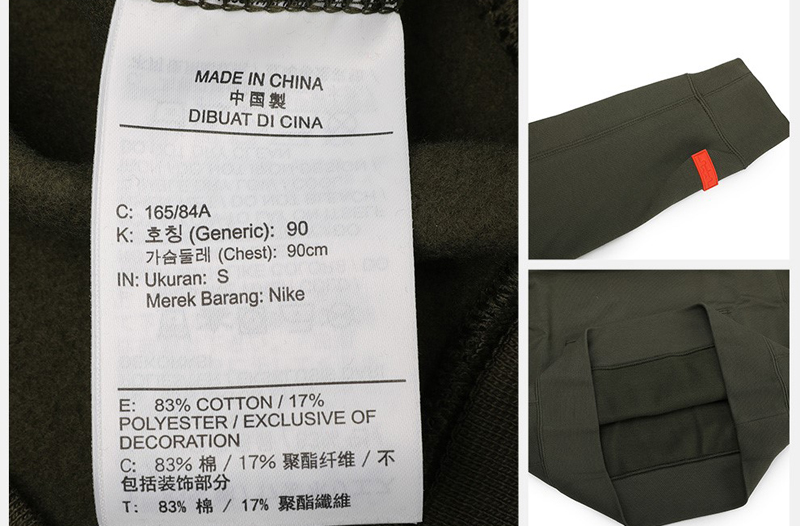 MADE IN CHINA
中国製
DIBUAT DI CINA
C: 165/84A
K: 호칭 (Generic): 90
가슴둘레 (Chest): 90cm
IN: Ukuran: S
Merek Barang: Nike
E: 83% COTTON / 17%
POLYESTER / EXCLUSIVE OF
DECORATION
C: 83% 棉 / 17% 聚酯纤维 / 不
包括装饰部分
T: 83% 棉 / 17% 聚酯纖維